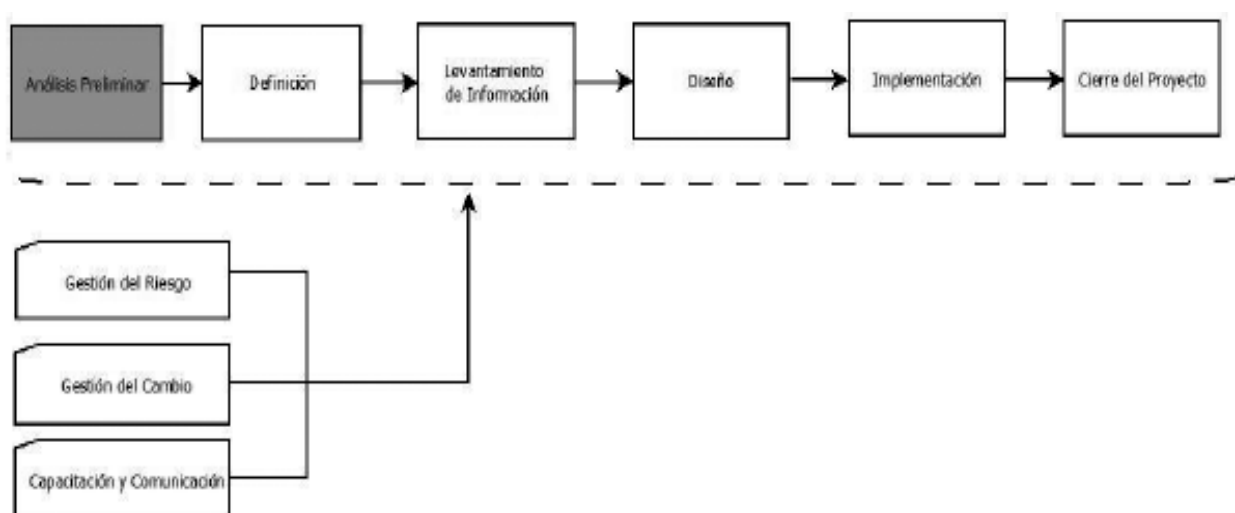 Análisis Preliminar
Definición
Levantamiento
de Información
Diseño
Implementación
Cierre del Proyecto
Gestión del Riesgo
Gestión del Cambio
Capacitación y Comunicación